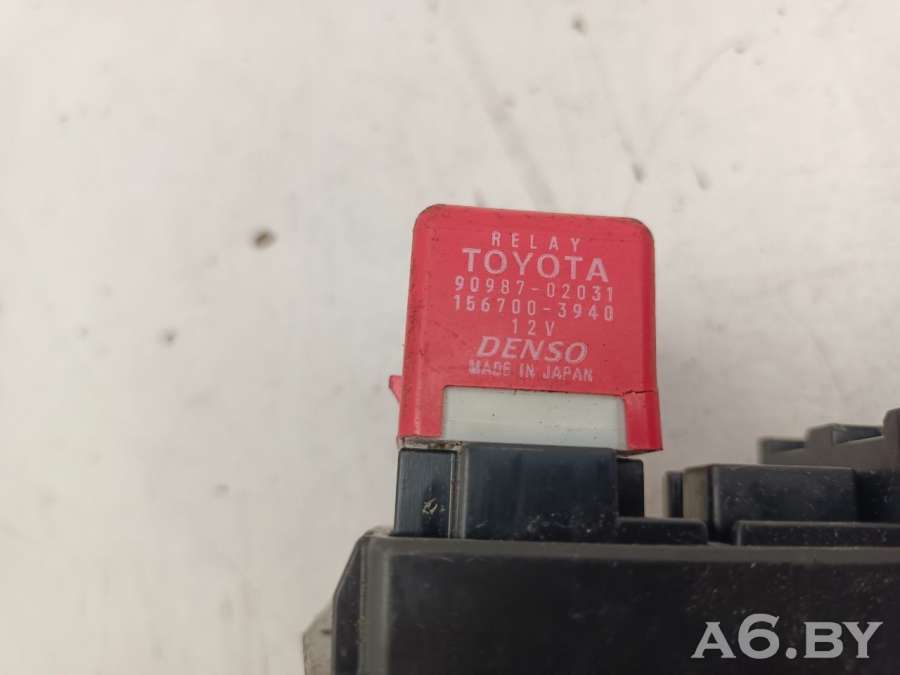 RELAY
TOYOTA
90987-02031
156700-3940
12V
DENSO
MADE IN JAPAN
A6.BY